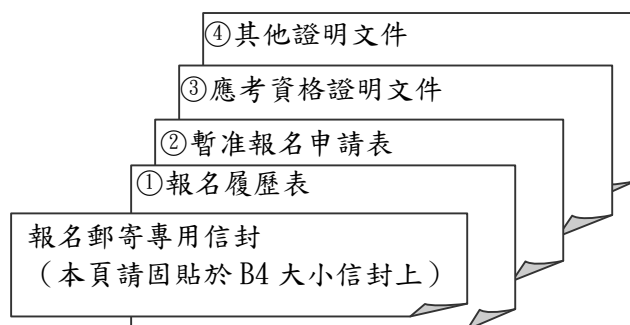 ④其他證明文件
③應考資格證明文件
②暫准報名申請表
①報名履歷表
報名郵寄專用信封
（本頁請固貼於 B4 大小信封上）